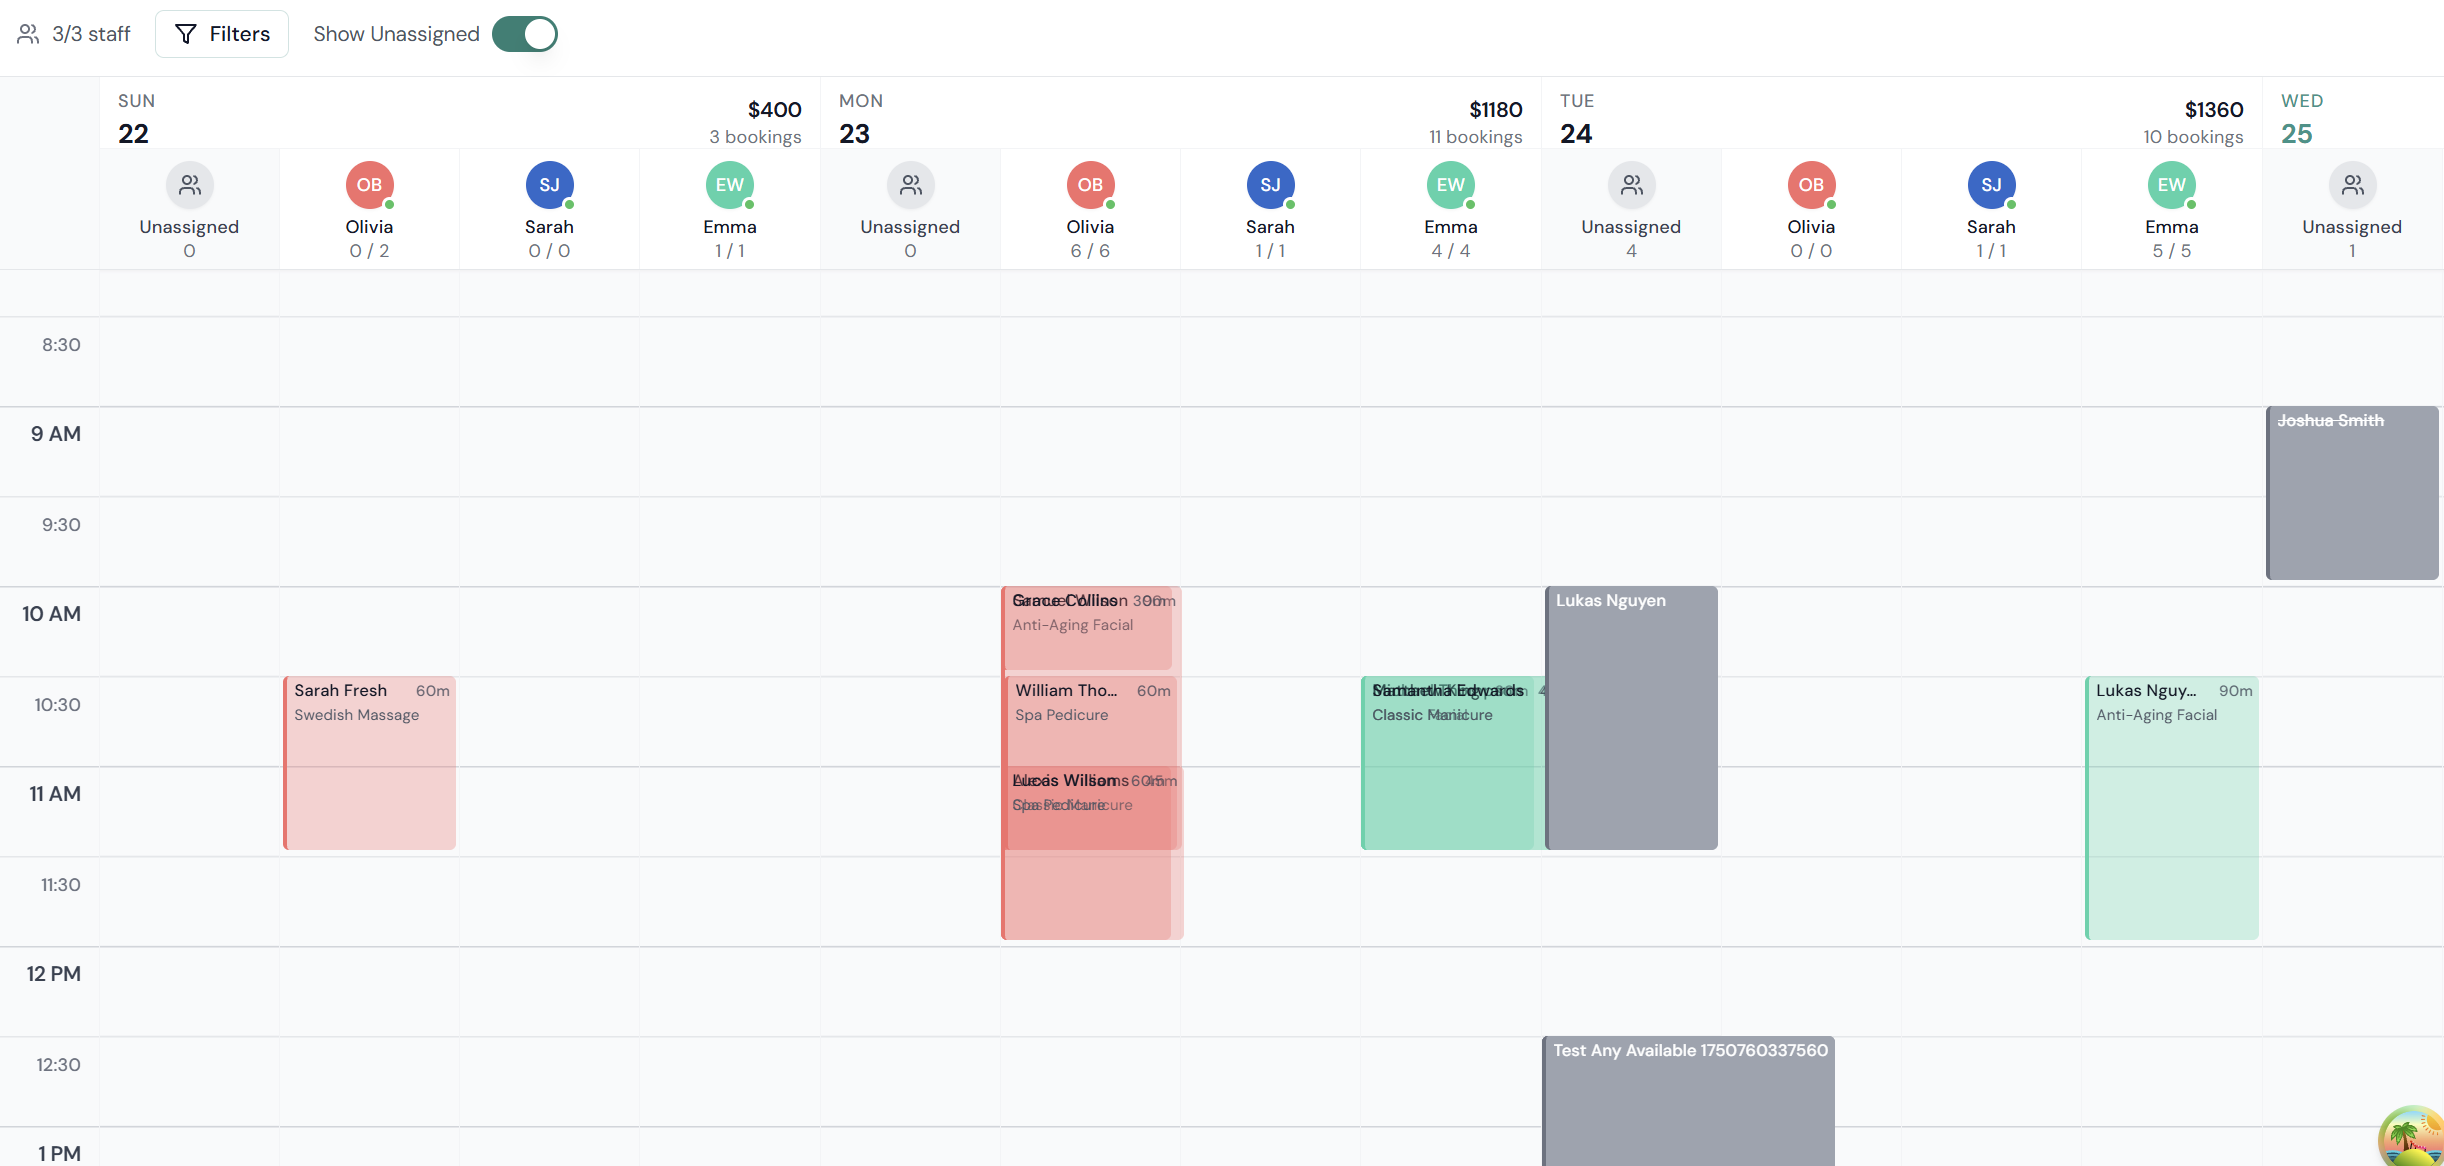 3/3 staff
Filters
Show Unassigned
SUN
22
$400
3 bookings
MON
23
$1180
11 bookings
TUE
24
$1360
10 bookings
WED
25
Unassigned
0
OB
Olivia
0 / 2
SJ
Sarah
0 / 0
EW
Emma
1 / 1
Unassigned
0
OB
Olivia
6 / 6
SJ
Sarah
1 / 1
EW
Emma
4 / 4
Unassigned
4
OB
Olivia
0 / 0
SJ
Sarah
1 / 1
EW
Emma
5 / 5
Unassigned
1
8:30
9 AM
Joshua Smith
9:30
10 AM
Grace Collins
Anti-Aging Facial
Lukas Nguyen
10:30
Sarah Fresh 60m
Swedish Massage
William Tho... 60m
Spa Pedicure
Samantha Edwards
Classic Manicure
Lukas Nguy... 90m
Anti-Aging Facial
11 AM
Lucas Wilson
Spa Pedicure
11:30
12 PM
12:30
Test Any Available 1750760337560
1 PM